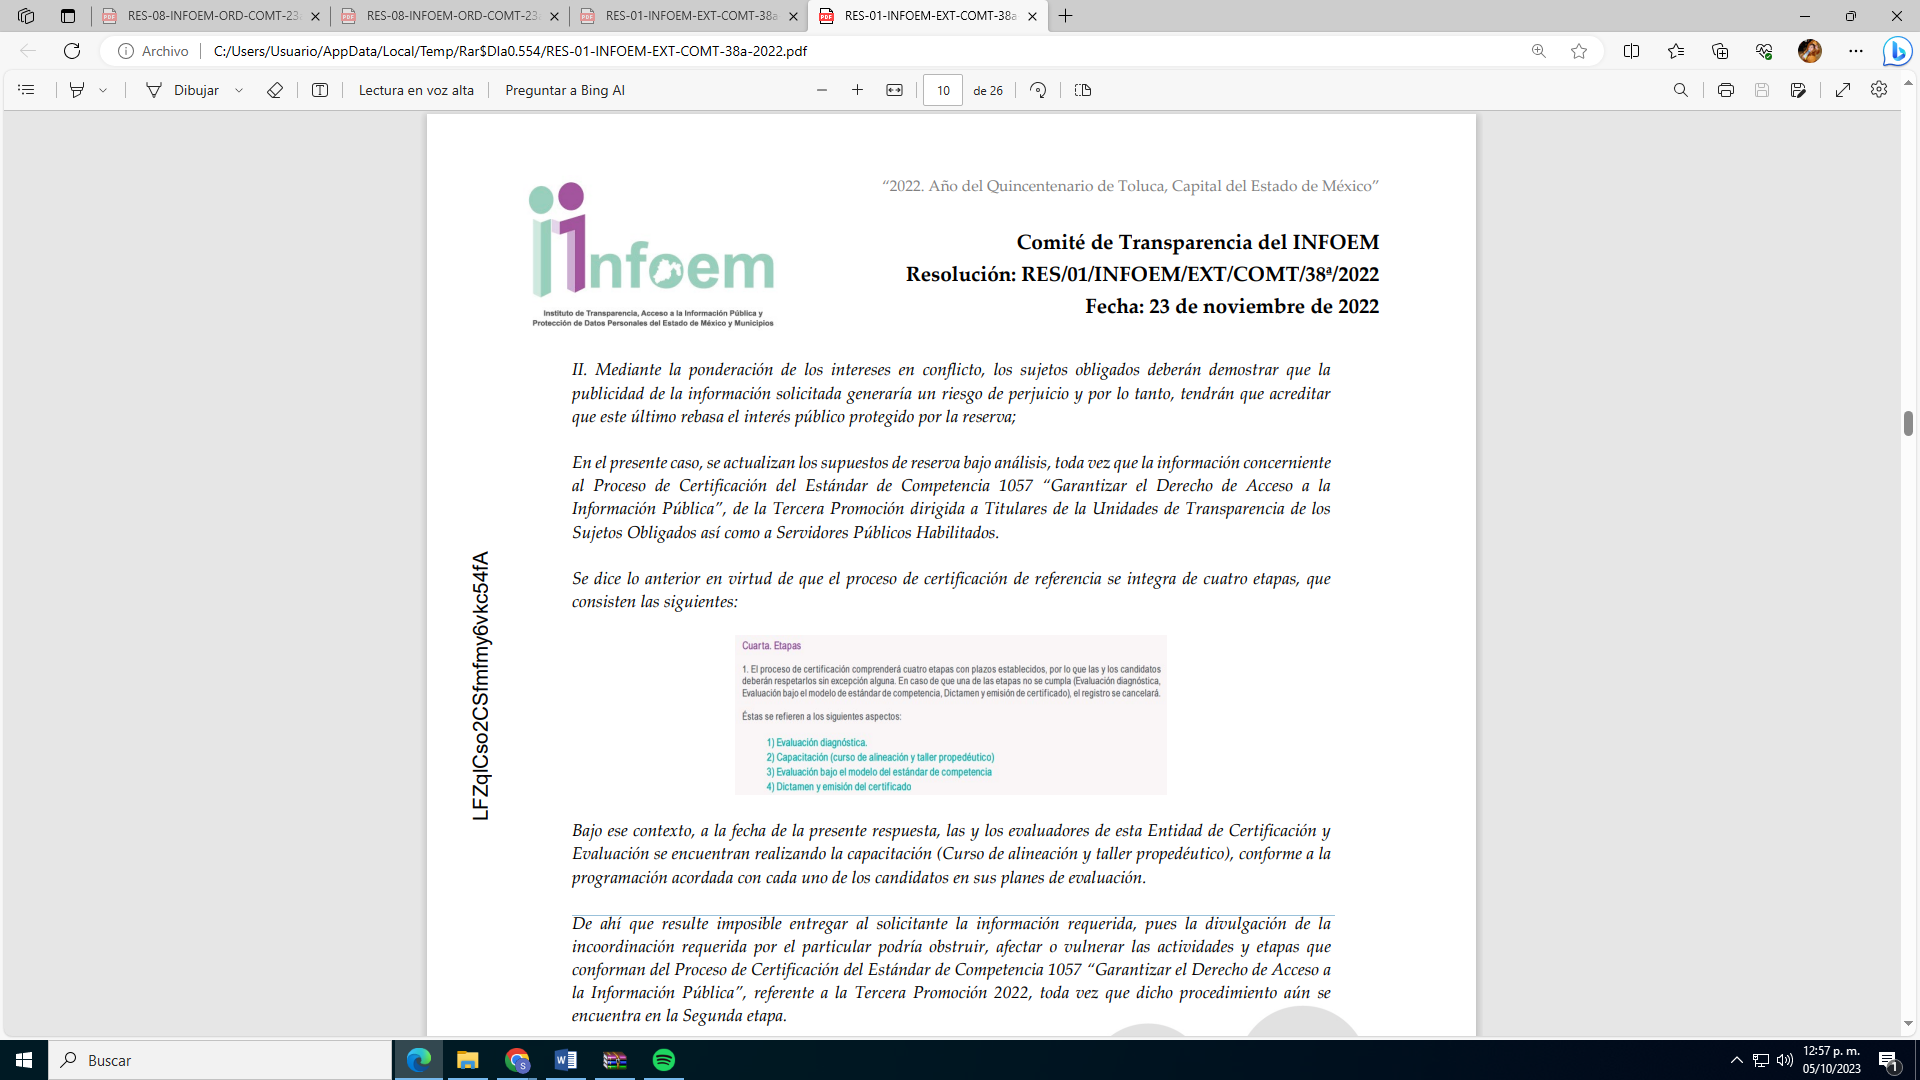 RES-08-INFOEM-ORD-COMT-23
RES-08-INFOEM-ORD-COMT-23
RES-01-INFOEM-EXT-COMT-38a
RES-01-INFOEM-EXT-COMT-38a
Archivo
C:/Users/Usuario/AppData/Local/Temp/Rar$DIa0.554/RES-01-INFOEM-EXT-COMT-38a-2022.pdf
Dibujar
Lectura en voz alta
Preguntar a Bing AI
10
de 26
“2022. Año del Quincentenario de Toluca, Capital del Estado de México”
infoem
Instituto de Transparencia, Acceso a la Información Pública y
Protección de Datos Personales del Estado de México y Municipios
Comité de Transparencia del INFOEM
Resolución: RES/01/INFOEM/EXT/COMT/38ª/2022
Fecha: 23 de noviembre de 2022
II. Mediante la ponderación de los intereses en conflicto, los sujetos obligados deberán demostrar que la
publicidad de la información solicitada generaría un riesgo de perjuicio y por lo tanto, tendrán que acreditar
que este último rebasa el interés público protegido por la reserva;
En el presente caso, se actualizan los supuestos de reserva bajo análisis, toda vez que la información concerniente
al Proceso de Certificación del Estándar de Competencia 1057 “Garantizar el Derecho de Acceso a la
Información Pública”, de la Tercera Promoción dirigida a Titulares de la Unidades de Transparencia de los
Sujetos Obligados así como a Servidores Públicos Habilitados.
Se dice lo anterior en virtud de que el proceso de certificación de referencia se integra de cuatro etapas, que
consisten las siguientes:
Cuarta. Etapas
1. El proceso de certificación comprenderá cuatro etapas con plazos establecidos, por lo que las y los candidatos
deberán respetarlos sin excepción alguna. En caso de que una de las etapas no se cumpla (Evaluación diagnóstica,
Evaluación bajo el modelo de estándar de competencia, Dictamen y emisión de certificado), el registro se cancelará.
Éstas se refieren a los siguientes aspectos:
1) Evaluación diagnóstica.
2) Capacitación (curso de alineación y taller propedéutico)
3) Evaluación bajo el modelo del estándar de competencia
4) Dictamen y emisión del certificado
Bajo ese contexto, a la fecha de la presente respuesta, las y los evaluadores de esta Entidad de Certificación y
Evaluación se encuentran realizando la capacitación (Curso de alineación y taller propedéutico), conforme a la
programación acordada con cada uno de los candidatos en sus planes de evaluación.
De ahí que resulte imposible entregar al solicitante la información requerida, pues la divulgación de la
incoordinación requerida por el particular podría obstruir, afectar o vulnerar las actividades y etapas que
conforman del Proceso de Certificación del Estándar de Competencia 1057 “Garantizar el Derecho de Acceso a
la Información Pública”, referente a la Tercera Promoción 2022, toda vez que dicho procedimiento aún se
encuentra en la Segunda etapa.
Buscar
12:57 p. m.
05/10/2023
1